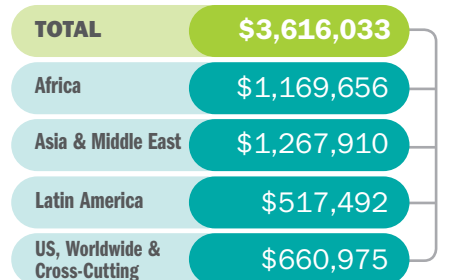 TOTAL $3,616,033
Africa $1,169,656
Asia & Middle East $1,267,910
Latin America $517,492
US, Worldwide &
Cross-Cutting $660,975